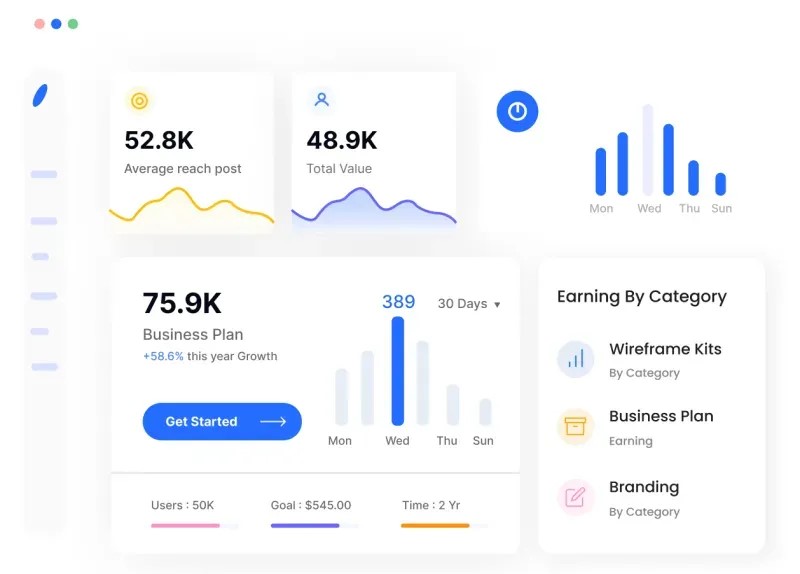 52.8K
Average reach post
48.9K
Total Value
Mon Wed Thu Sun
75.9K
Business Plan
+58.6% this year Growth
Get Started
389
30 Days
Mon Wed Thu Sun
Users : 50K
Goal : $545.00
Time : 2 Yr
Earning By Category
Wireframe Kits
By Category
Business Plan
Earning
Branding
By Category